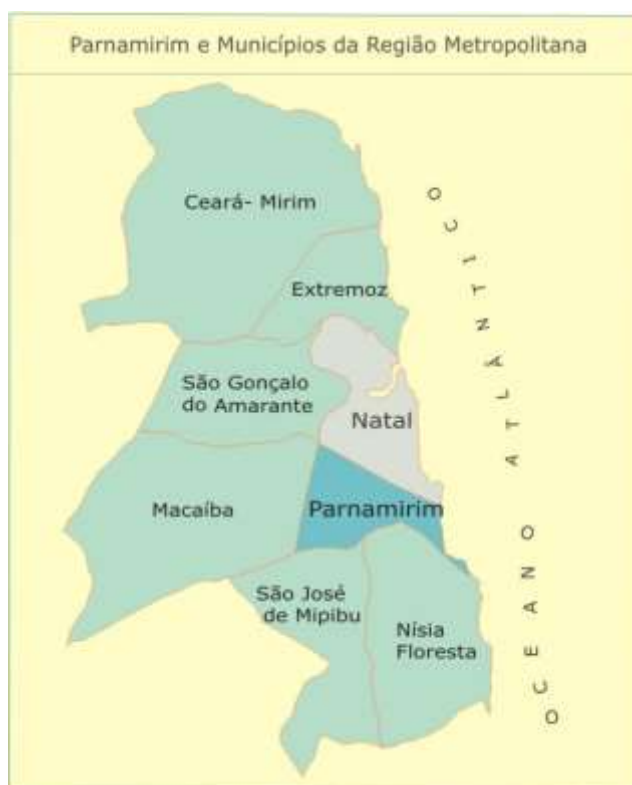 Parnamirim e Municípios da Região Metropolitana
Ceará- Mirim
Extremoz
São Gonçalo
do Amarante
Natal
Macaíba
Parnamirim
São José
de Mipibu
Nísia
Floresta
OCEANO ATLÂNTICO